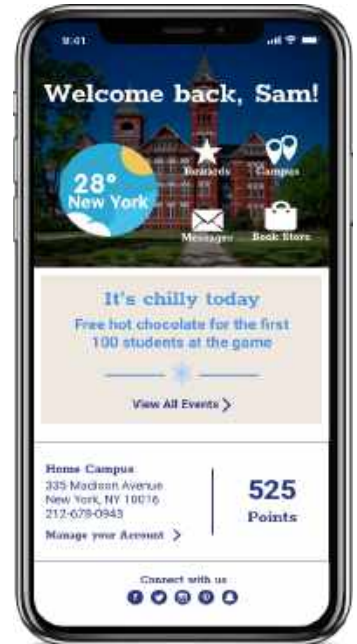 9:41
Welcome back, Sam!
28°
New York
Rewards
Campus
Messages
Book Store
It's chilly today
Free hot chocolate for the first
100 students at the game
View All Events
Home Campus
335 Madison Avenue
New York, NY 10016
212-678-0943
Manage your Account
525
Points
Connect with us